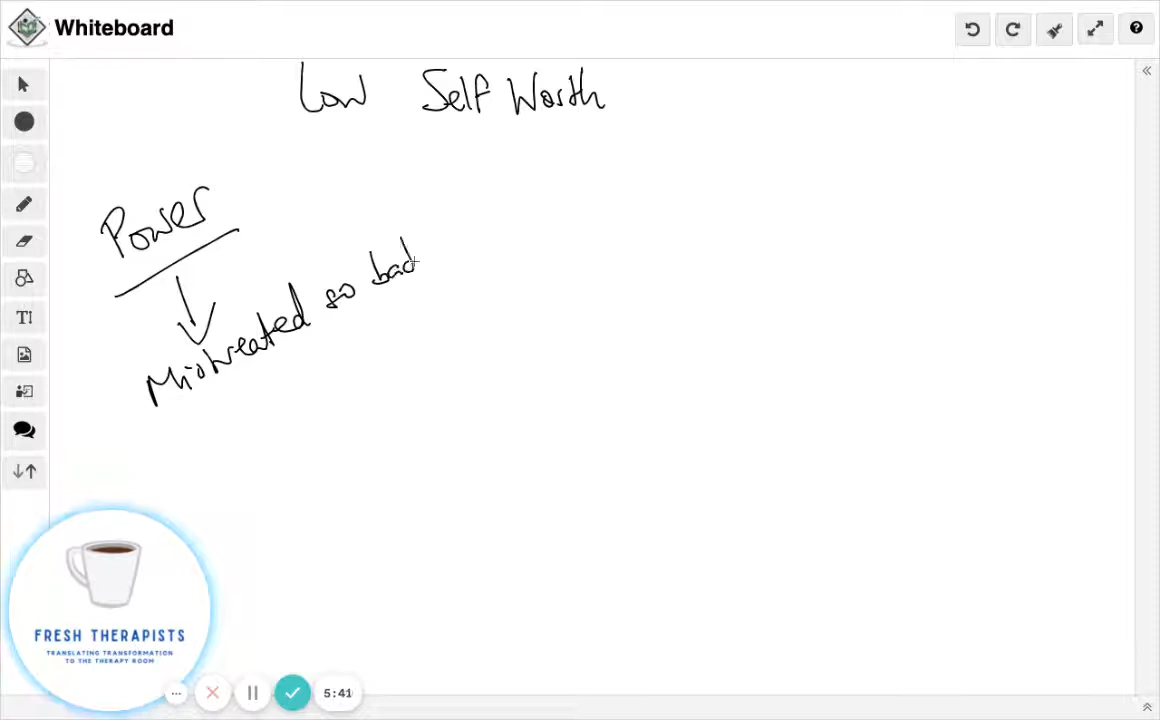 Whiteboard
Low Self Worth
Power
Mistreated so bad
FRESH THERAPISTS
TRANSLATING TRANSFORMATION
TO THE THERAPY ROOM
5:41